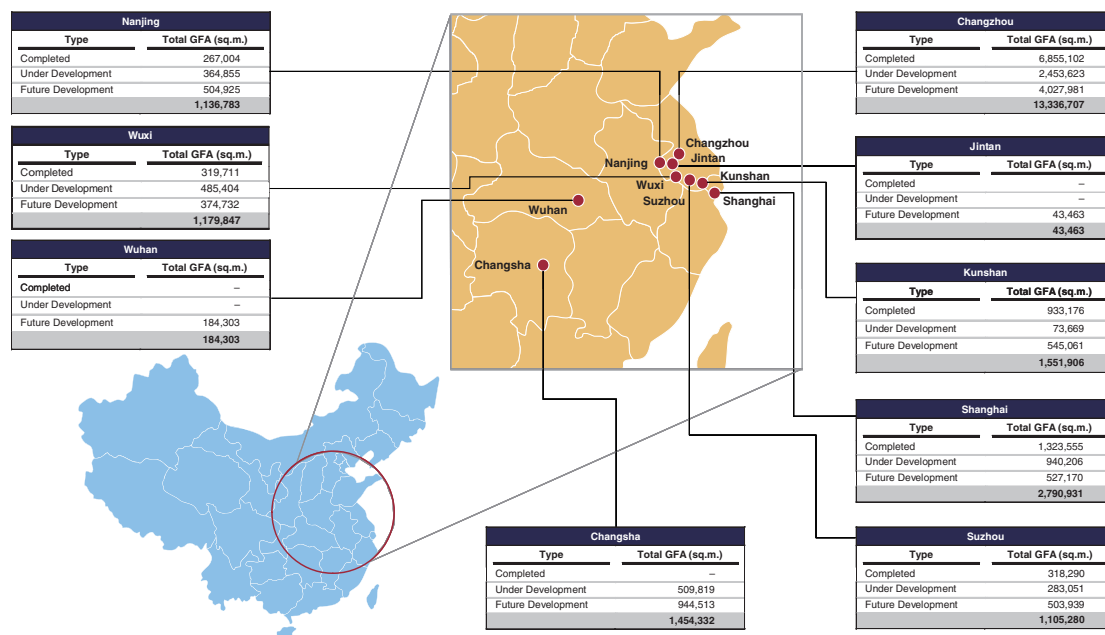 Nanjing
Type Total GFA (sq.m.)
Completed 267,004
Under Development 364,855
Future Development 504,925
1,136,783
Wuxi
Type Total GFA (sq.m.)
Completed 319,711
Under Development 485,404
Future Development 374,732
1,179,847
Wuhan
Type Total GFA (sq.m.)
Completed –
Under Development –
Future Development 184,303
184,303
Changzhou
Jintan
Nanjing
Kunshan
Wuxi
Suzhou
Shanghai
Wuhan
Changsha
Changzhou
Type Total GFA (sq.m.)
Completed 6,855,102
Under Development 2,453,623
Future Development 4,027,981
13,336,707
Jintan
Type Total GFA (sq.m.)
Completed –
Under Development –
Future Development 43,463
43,463
Kunshan
Type Total GFA (sq.m.)
Completed 933,176
Under Development 73,669
Future Development 545,061
1,551,906
Shanghai
Type Total GFA (sq.m.)
Completed 1,323,555
Under Development 940,206
Future Development 527,170
2,790,931
Changsha
Type Total GFA (sq.m.)
Completed –
Under Development 509,819
Future Development 944,513
1,454,332
Suzhou
Type Total GFA (sq.m.)
Completed 318,290
Under Development 283,051
Future Development 503,939
1,105,280